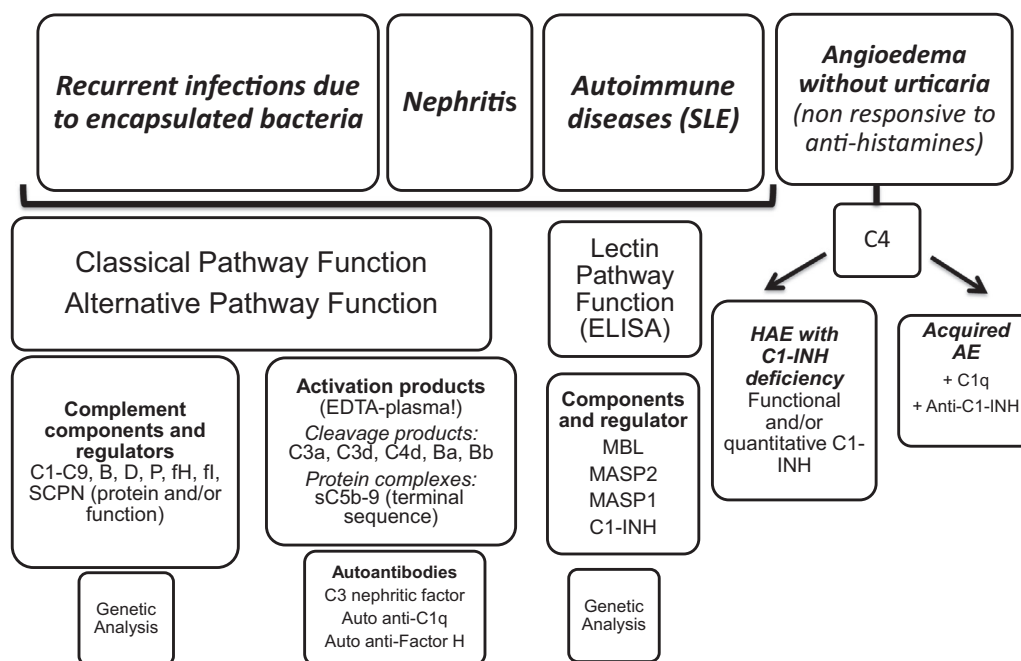 Recurrent infections due
to encapsulated bacteria
Nephritis
Autoimmune
diseases (SLE)
Angioedema
without urticaria
(non responsive to
anti-histamines)
C4
Classical Pathway Function
Alternative Pathway Function
Lectin
Pathway
Function
(ELISA)
HAE with
C1-INH
deficiency
Functional
and/or
quantitative C1-
INH
Acquired
AE
+ C1q
+ Anti-C1-INH
Complement
components and
regulators
C1-C9, B, D, P, fH, fI,
SCPN (protein and/or
function)
Activation products
(EDTA-plasma!)
Cleavage products:
C3a, C3d, C4d, Ba, Bb
Protein complexes:
sC5b-9 (terminal
sequence)
Components
and regulator
MBL
MASP2
MASP1
C1-INH
Genetic
Analysis
Autoantibodies
C3 nephritic factor
Auto anti-C1q
Auto anti-Factor H
Genetic
Analysis